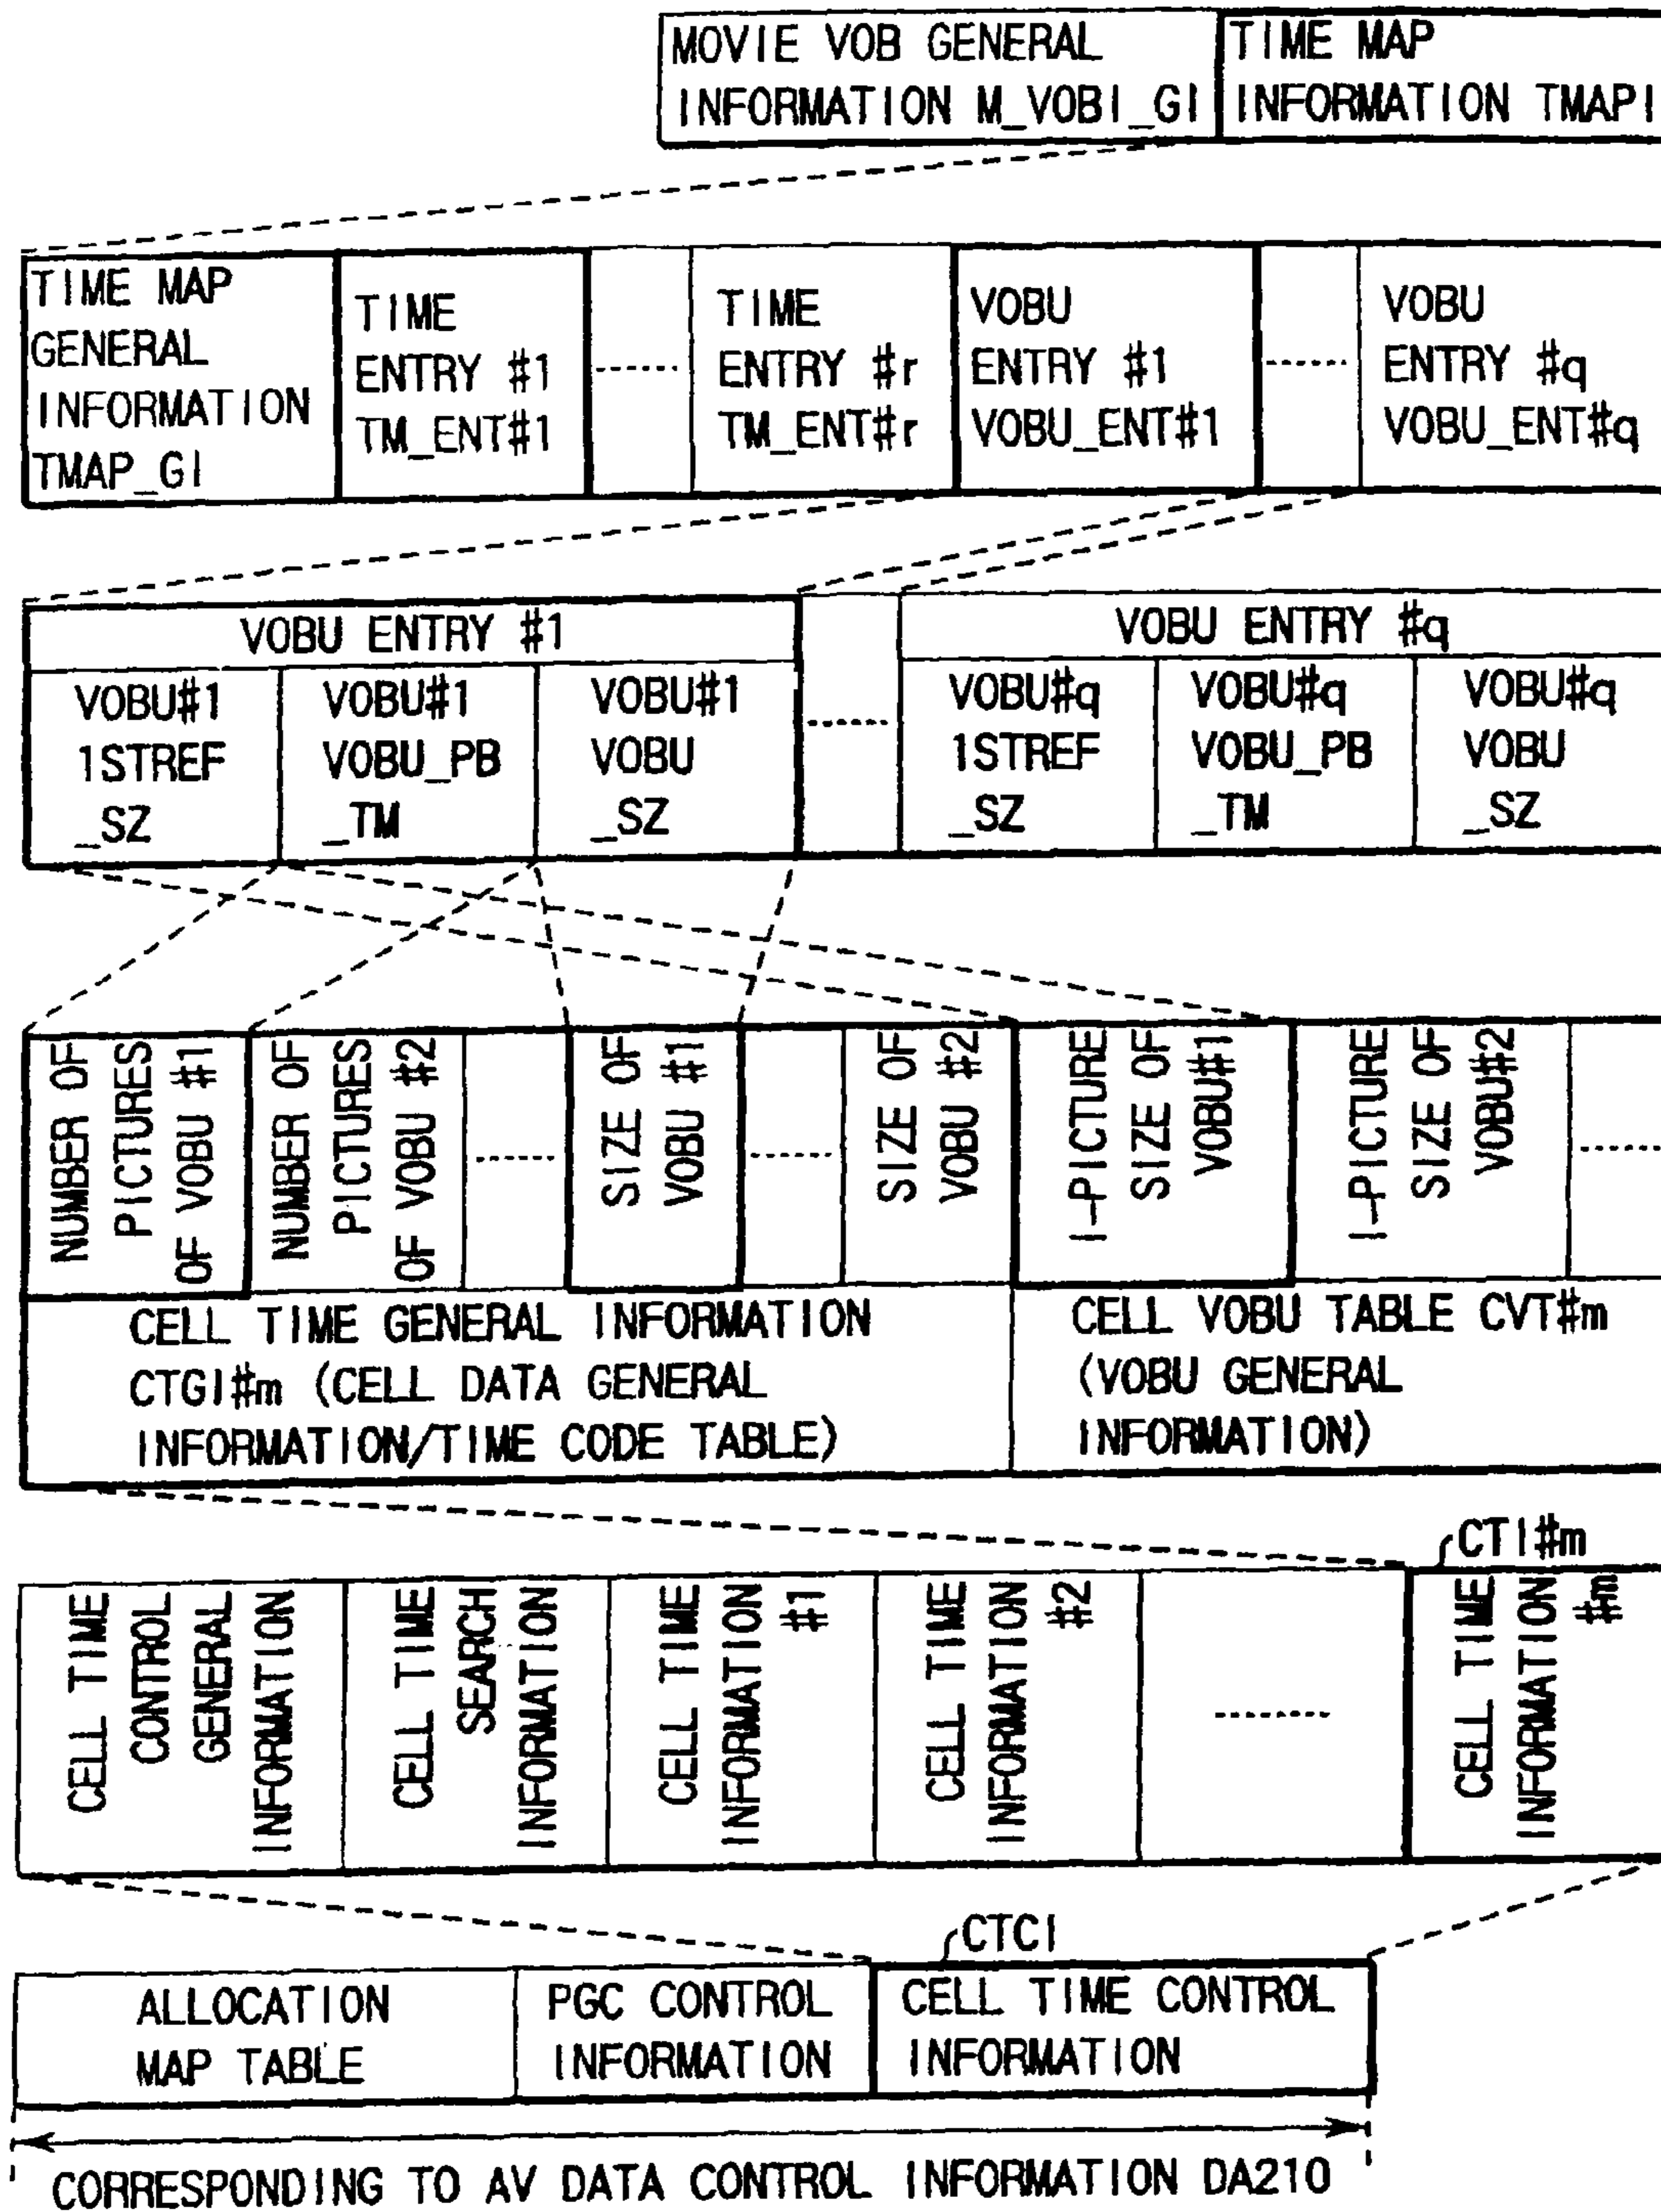 MOVIE VOB GENERAL
INFORMATION M_VOBI_GI
TIME MAP
INFORMATION TMAPI
TIME MAP
GENERAL
INFORMATION
TMAP_GI
TIME
ENTRY #1
TM_ENT#1
TIME
ENTRY #r
TM_ENT#r
VOBU
ENTRY #1
VOBU_ENT#1
VOBU
ENTRY #q
VOBU_ENT#q
VOBU ENTRY #1
VOBU#1
1STREF
_SZ
VOBU#1
VOBU_PB
_TM
VOBU#1
VOBU
_SZ
VOBU ENTRY #q
VOBU#q
1STREF
_SZ
VOBU#q
VOBU_PB
_TM
VOBU#q
VOBU
_SZ
NUMBER OF
PICTURES
OF VOBU #1
NUMBER OF
PICTURES
OF VOBU #2
SIZE OF
VOBU #1
SIZE OF
VOBU #2
I-PICTURE
SIZE OF
VOBU#1
I-PICTURE
SIZE OF
VOBU#2
CELL TIME GENERAL INFORMATION
CTGI#m (CELL DATA GENERAL
INFORMATION/TIME CODE TABLE)
CELL VOBU TABLE CVT#m
(VOBU GENERAL
INFORMATION)
CTI#m
CELL TIME
CONTROL
GENERAL
INFORMATION
CELL TIME
SEARCH
INFORMATION
CELL TIME
INFORMATION
#1
CELL TIME
INFORMATION
#2
CELL TIME
INFORMATION
#m
CTCI
ALLOCATION
MAP TABLE
PGC CONTROL
INFORMATION
CELL TIME CONTROL
INFORMATION
CORRESPONDING TO AV DATA CONTROL INFORMATION DA210